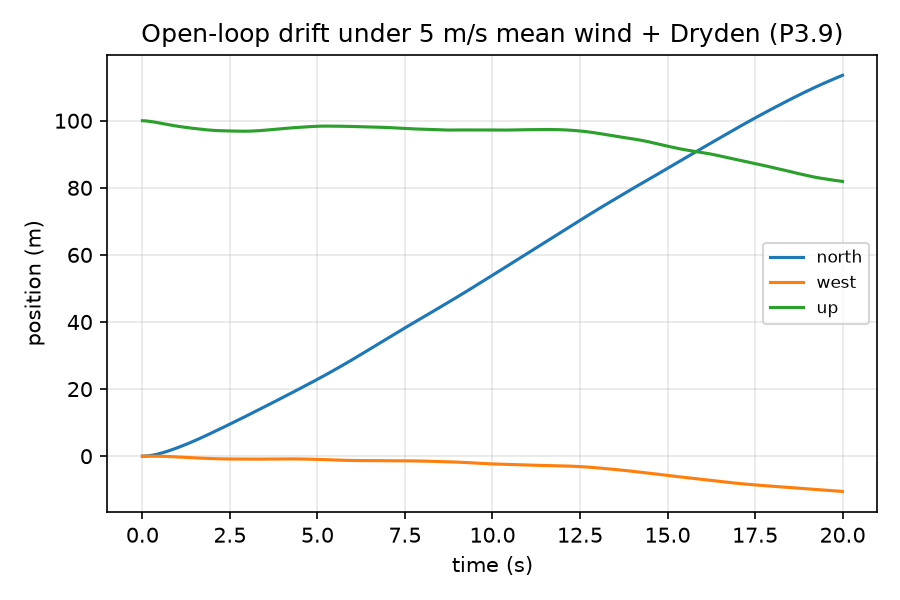 Open-loop drift under 5 m/s mean wind + Dryden (P3.9)
position (m)
100
80
60
40
20
0
north
west
up
0.0 2.5 5.0 7.5 10.0 12.5 15.0 17.5 20.0
time (s)